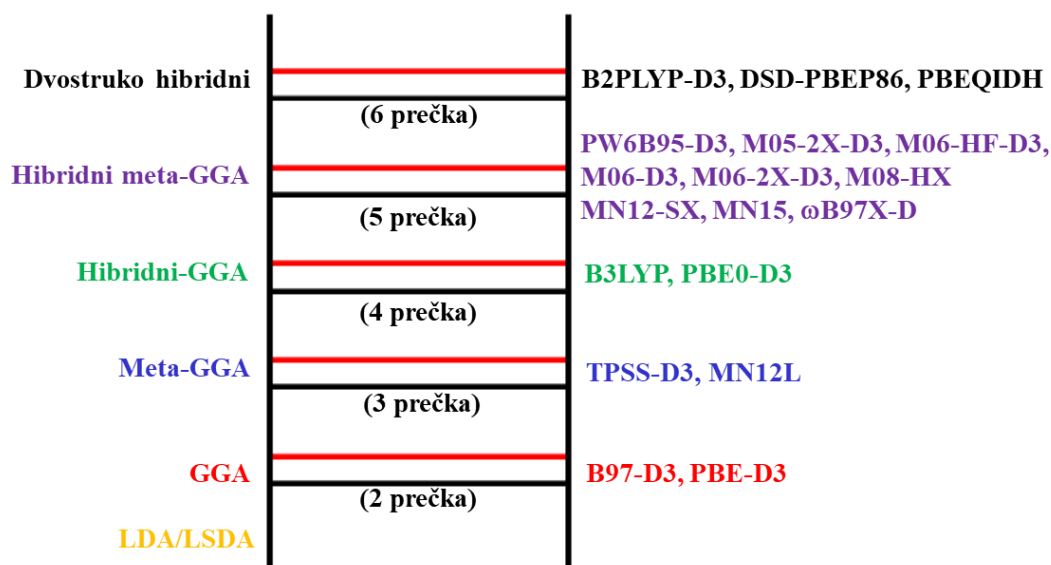 Dvostruko hibridni
B2PLYP-D3, DSD-PBEP86, PBEQIDH
(6 prečka)
Hibridni meta-GGA
PW6B95-D3, M05-2X-D3, M06-HF-D3,
M06-D3, M06-2X-D3, M08-HX
MN12-SX, MN15, ωB97X-D
(5 prečka)
Hibridni-GGA
B3LYP, PBE0-D3
(4 prečka)
Meta-GGA
TPSS-D3, MN12L
(3 prečka)
GGA
B97-D3, PBE-D3
(2 prečka)
LDA/LSDA